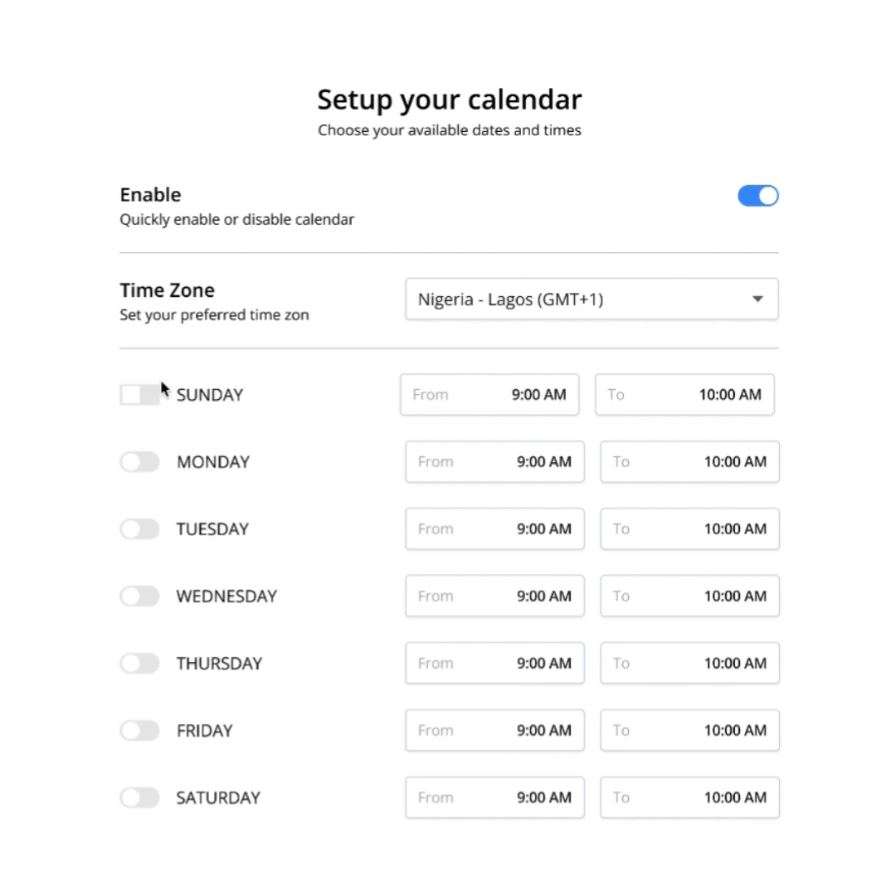 Setup your calendar
Choose your available dates and times
Enable
Quickly enable or disable calendar
Time Zone
Set your preferred time zon
Nigeria - Lagos (GMT+1)
SUNDAY From 9:00 AM To 10:00 AM
MONDAY From 9:00 AM To 10:00 AM
TUESDAY From 9:00 AM To 10:00 AM
WEDNESDAY From 9:00 AM To 10:00 AM
THURSDAY From 9:00 AM To 10:00 AM
FRIDAY From 9:00 AM To 10:00 AM
SATURDAY From 9:00 AM To 10:00 AM